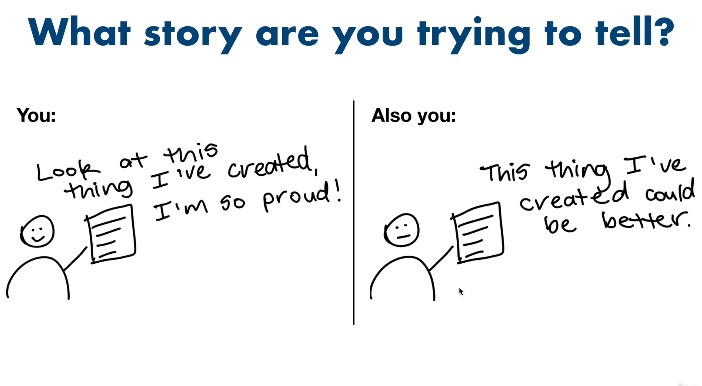 What story are you trying to tell?
You:
Look at this
thing I've created,
I'm so proud!
Also you:
This thing I've
created could
be better.